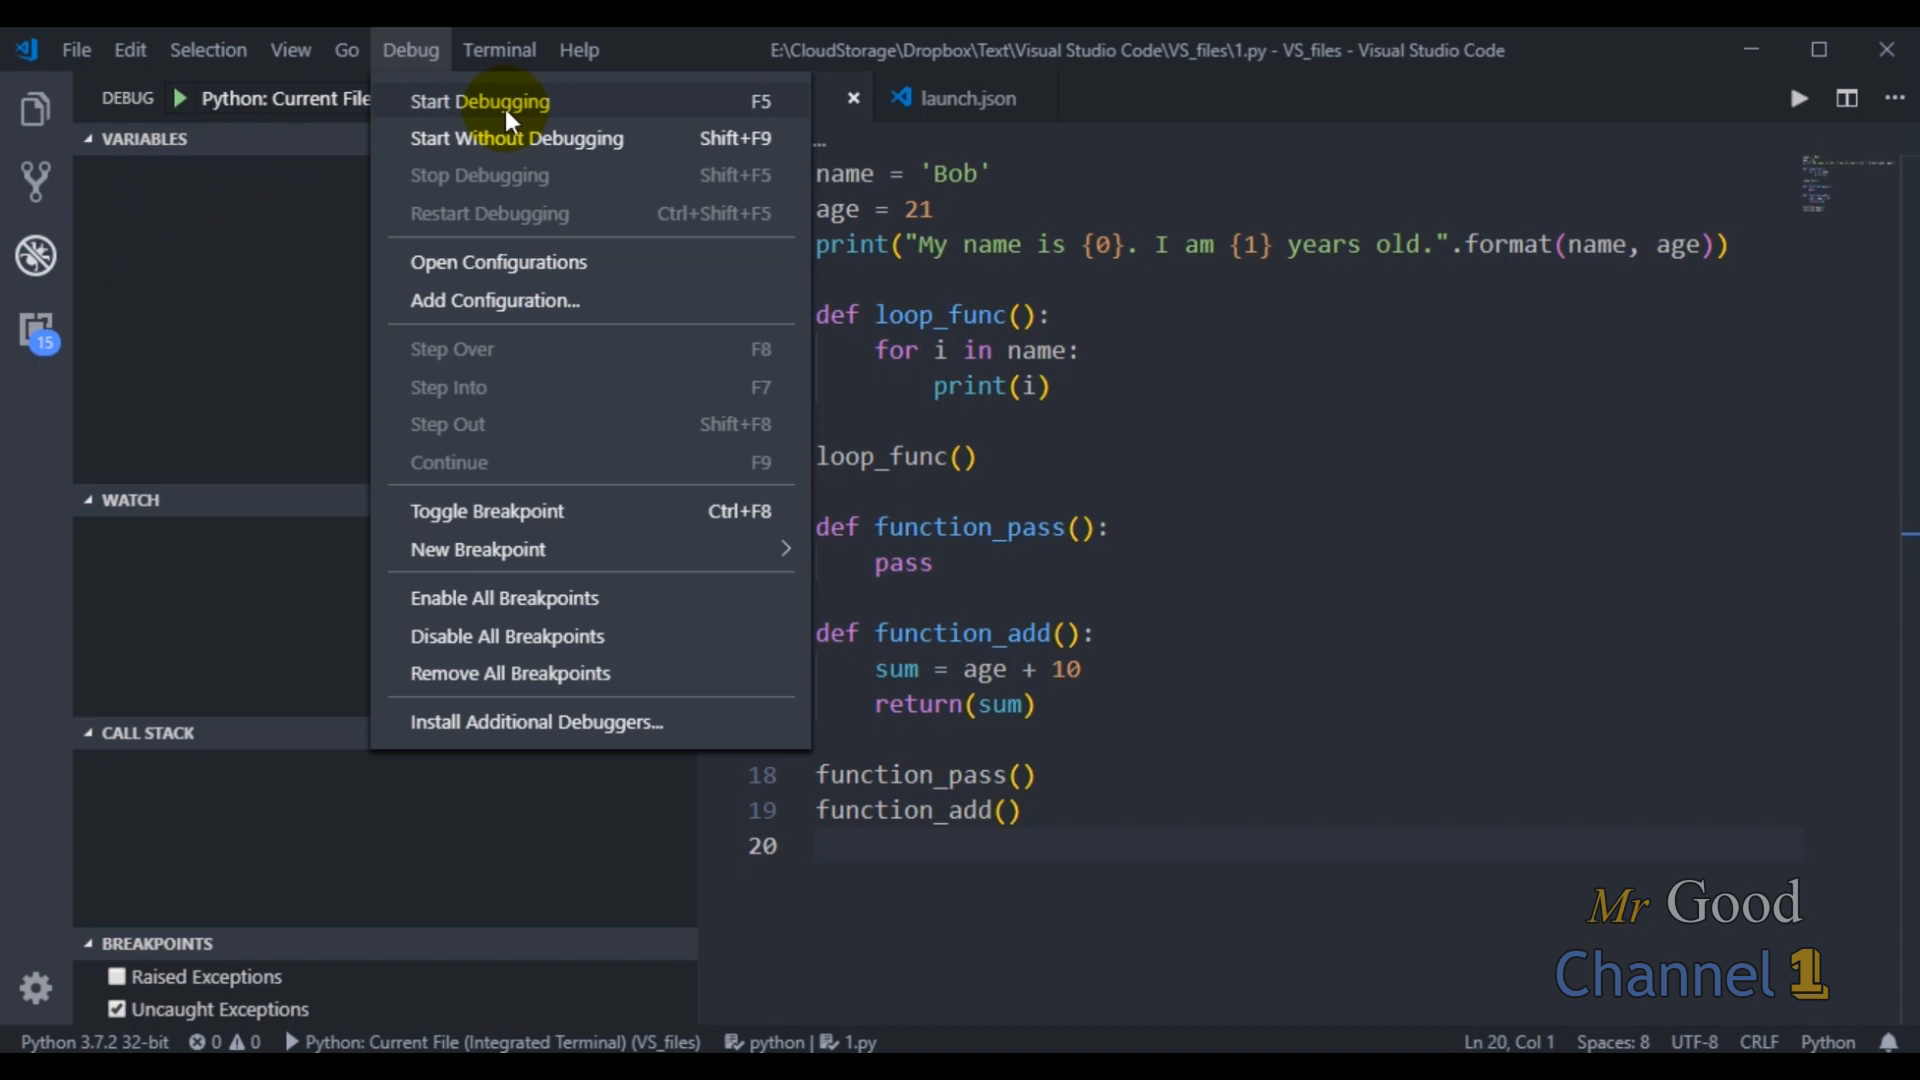 File Edit Selection View Go Debug Terminal Help E:\CloudStorage\Dropbox\Text\Visual Studio Code\VS_files\1.py - VS_files - Visual Studio Code
DEBUG Python: Current File
launch.json
VARIABLES
WATCH
CALL STACK
BREAKPOINTS
Raised Exceptions
Uncaught Exceptions
15
Start Debugging F5
Start Without Debugging Shift+F9
Stop Debugging Shift+F5
Restart Debugging Ctrl+Shift+F5
Open Configurations
Add Configuration...
Step Over F8
Step Into F7
Step Out Shift+F8
Continue F9
Toggle Breakpoint Ctrl+F8
New Breakpoint
Enable All Breakpoints
Disable All Breakpoints
Remove All Breakpoints
Install Additional Debuggers...
...
name = 'Bob'
age = 21
print("My name is {0}. I am {1} years old.".format(name, age))
def loop_func():
for i in name:
print(i)
loop_func()
def function_pass():
pass
def function_add():
sum = age + 10
return(sum)
18 function_pass()
19 function_add()
20
Mr Good
Channel 1
Python 3.7.2 32-bit 0 0 Python: Current File (Integrated Terminal) (VS_files) python | 1.py Ln 20, Col 1 Spaces: 8 UTF-8 CRLF Python